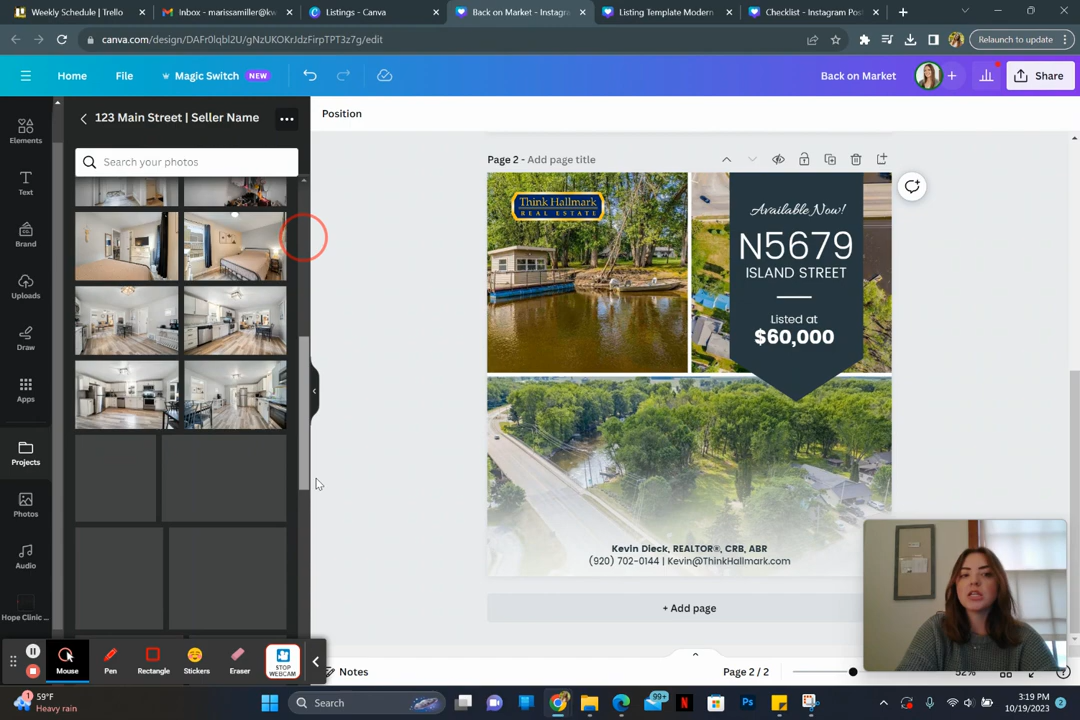 Weekly Schedule | Trello
Inbox - marissamiller@kw
Listings - Canva
Back on Market - Instagra
Listing Template Modern
Checklist - Instagram Pos
canva.com/design/DAFr0lqbl2U/gNzUKOKrJdzFirpTPT3z7g/edit
Relaunch to update
Home
File
Magic Switch NEW
Back on Market
Share
123 Main Street | Seller Name
Position
Search your photos
Elements
Text
Brand
Uploads
Draw
Apps
Projects
Photos
Audio
Hope Clinic ...
Page 2 - Add page title
Think Hallmark
REAL ESTATE
Available Now!
N5679
ISLAND STREET
Listed at
$60,000
Kevin Dieck, REALTOR®, CRB, ABR
(920) 702-0144 | Kevin@ThinkHallmark.com
+ Add page
Mouse
Pen
Rectangle
Stickers
Eraser
STOP
WEBCAM
Notes
Page 2 / 2
52%
59°F
Heavy rain
Search
99+
3:19 PM
10/19/2023